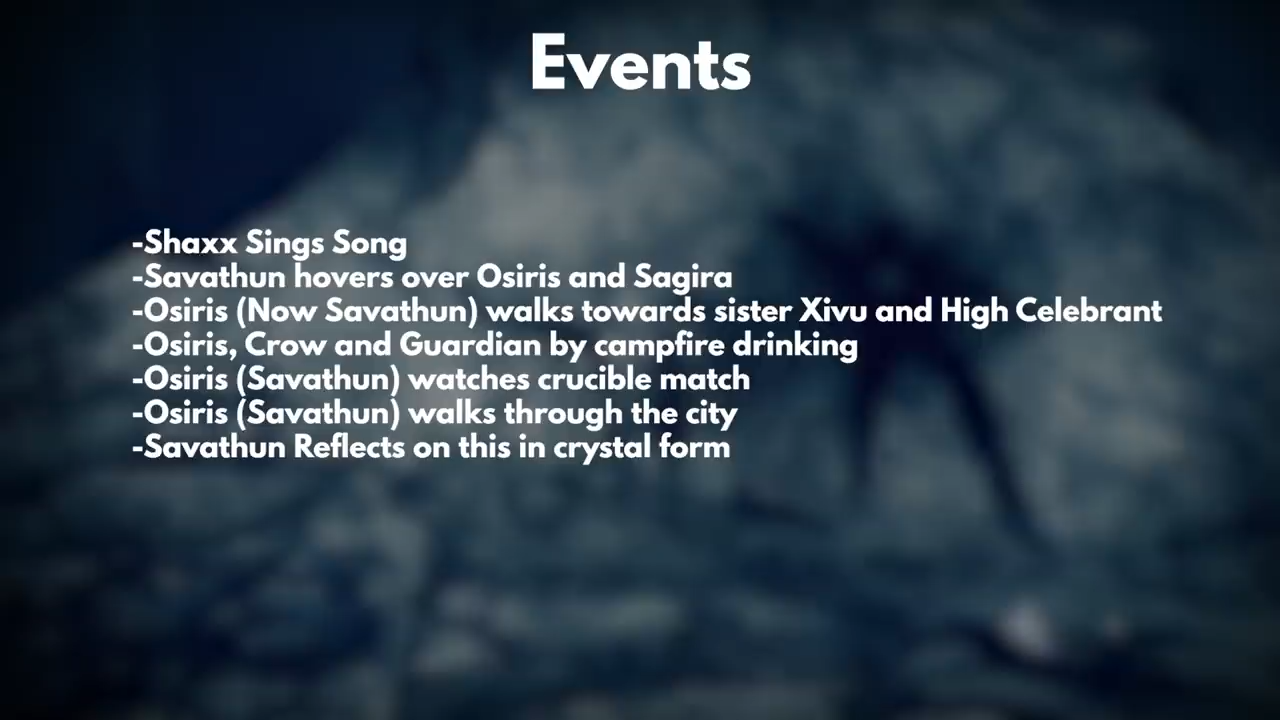 Events
-Shaxx Sings Song
-Savathun hovers over Osiris and Sagira
-Osiris (Now Savathun) walks towards sister Xivu and High Celebrant
-Osiris, Crow and Guardian by campfire drinking
-Osiris (Savathun) watches crucible match
-Osiris (Savathun) walks through the city
-Savathun Reflects on this in crystal form